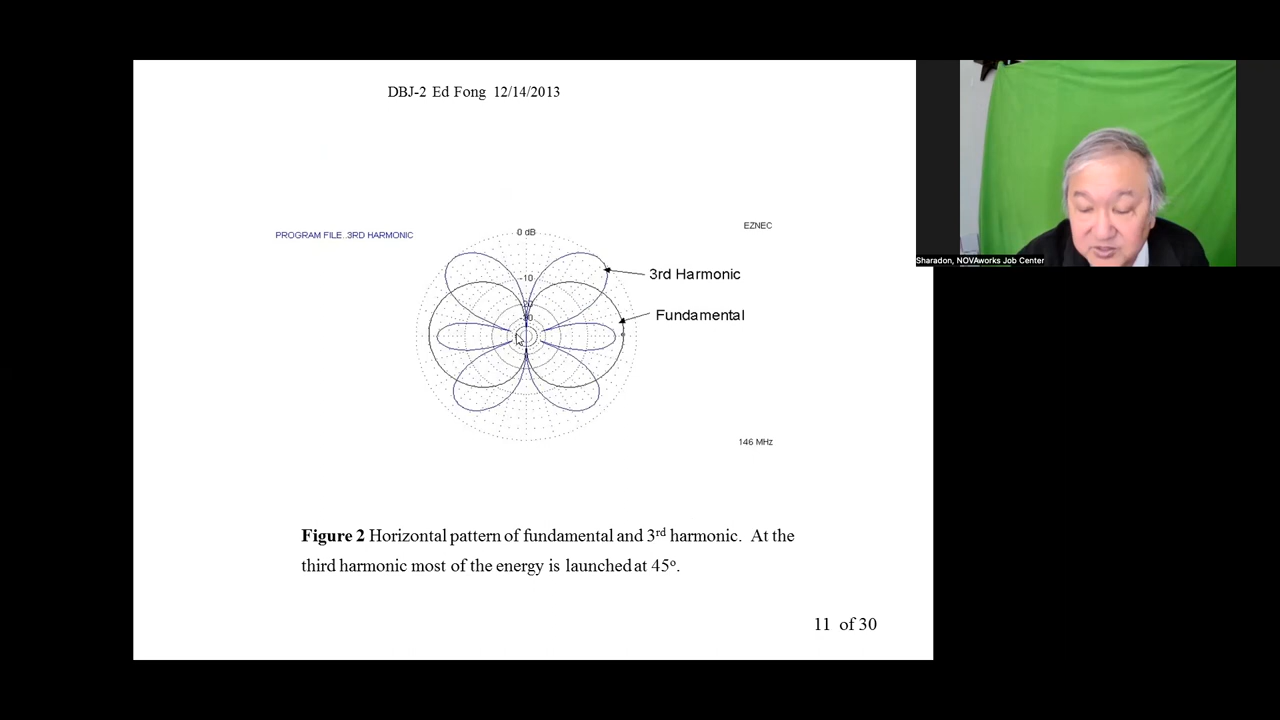 DBJ-2 Ed Fong 12/14/2013
PROGRAM FILE..3RD HARMONIC
EZNEC
0 dB
-10
-20
-30
3rd Harmonic
Fundamental
146 MHz
Figure 2 Horizontal pattern of fundamental and 3rd harmonic. At the
third harmonic most of the energy is launched at 45º.
11 of 30
Sharadon, NOVAworks Job Center